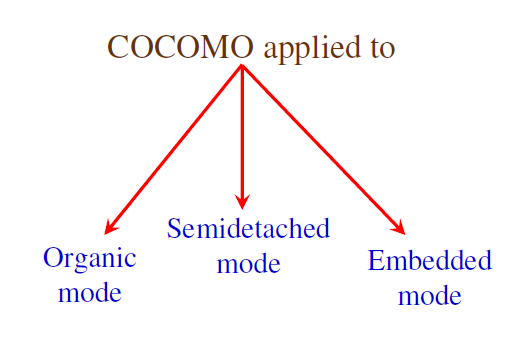 COCOMO applied to
Organic
mode
Semidetached
mode
Embedded
mode